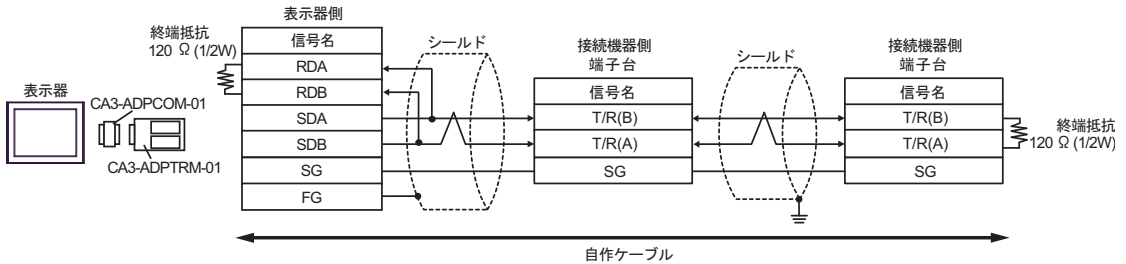 表示器側
終端抵抗
120 Ω (1/2W)
信号名
RDA
RDB
SDA
SDB
SG
FG
表示器
CA3-ADPCOM-01
CA3-ADPTRM-01
シールド
接続機器側
端子台
信号名
T/R(B)
T/R(A)
SG
シールド
接続機器側
端子台
信号名
T/R(B)
T/R(A)
SG
終端抵抗
120 Ω (1/2W)
自作ケーブル